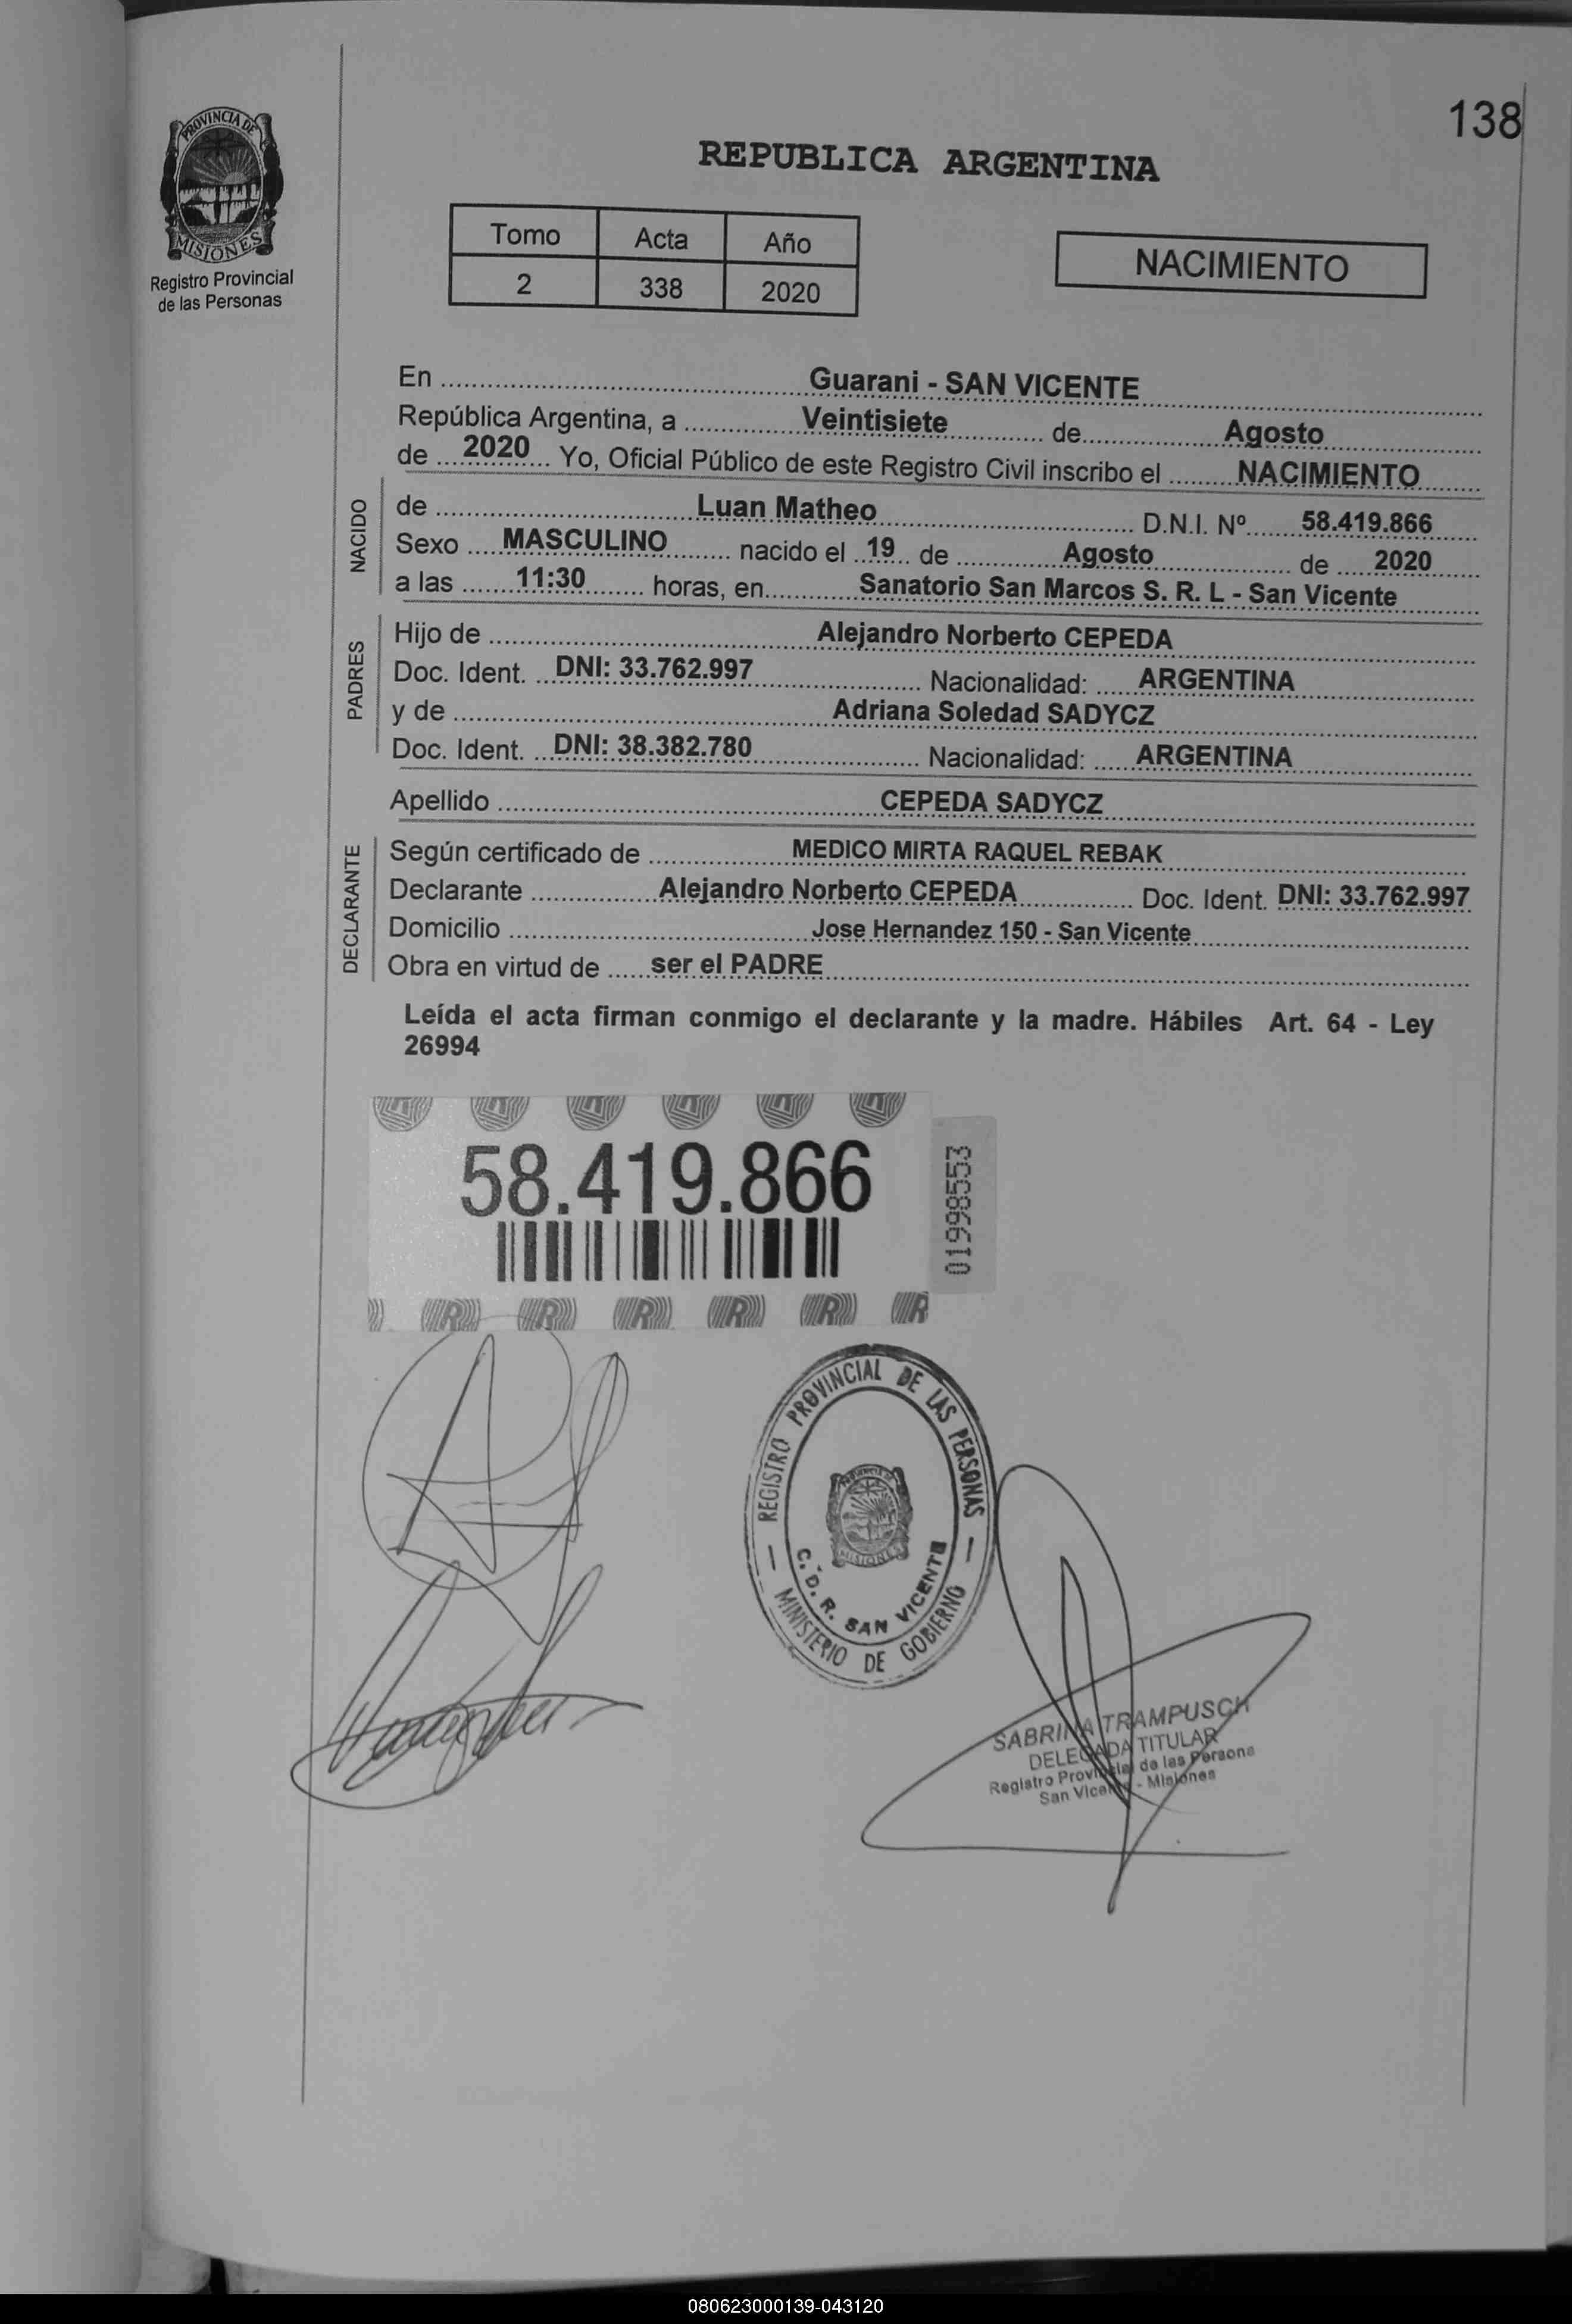 138
PROVINCIA DE
MISIONES
Registro Provincial
de las Personas
REPUBLICA ARGENTINA
Tomo Acta Año
2 338 2020
NACIMIENTO
En Guarani - SAN VICENTE
República Argentina, a Veintisiete de Agosto
de 2020 Yo, Oficial Público de este Registro Civil inscribo el NACIMIENTO
NACIDO
de Luan Matheo D.N.I. Nº 58.419.866
Sexo MASCULINO nacido el 19 de Agosto de 2020
a las 11:30 horas, en Sanatorio San Marcos S. R. L - San Vicente
PADRES
Hijo de Alejandro Norberto CEPEDA
Doc. Ident. DNI: 33.762.997 Nacionalidad: ARGENTINA
y de Adriana Soledad SADYCZ
Doc. Ident. DNI: 38.382.780 Nacionalidad: ARGENTINA
Apellido CEPEDA SADYCZ
DECLARANTE
Según certificado de MEDICO MIRTA RAQUEL REBAK
Declarante Alejandro Norberto CEPEDA Doc. Ident. DNI: 33.762.997
Domicilio Jose Hernandez 150 - San Vicente
Obra en virtud de ser el PADRE
Leída el acta firman conmigo el declarante y la madre. Hábiles Art. 64 - Ley
26994
58.419.866
01998553
REGISTRO PROVINCIAL DE LAS PERSONAS
MINISTERIO DE GOBIERNO
C. D. R. SAN VICENTE
SABRINA TRAMPUSCH
DELEGADA TITULAR
Registro Provincial de las Persona
San Vicente - Misiones
080623000139-043120